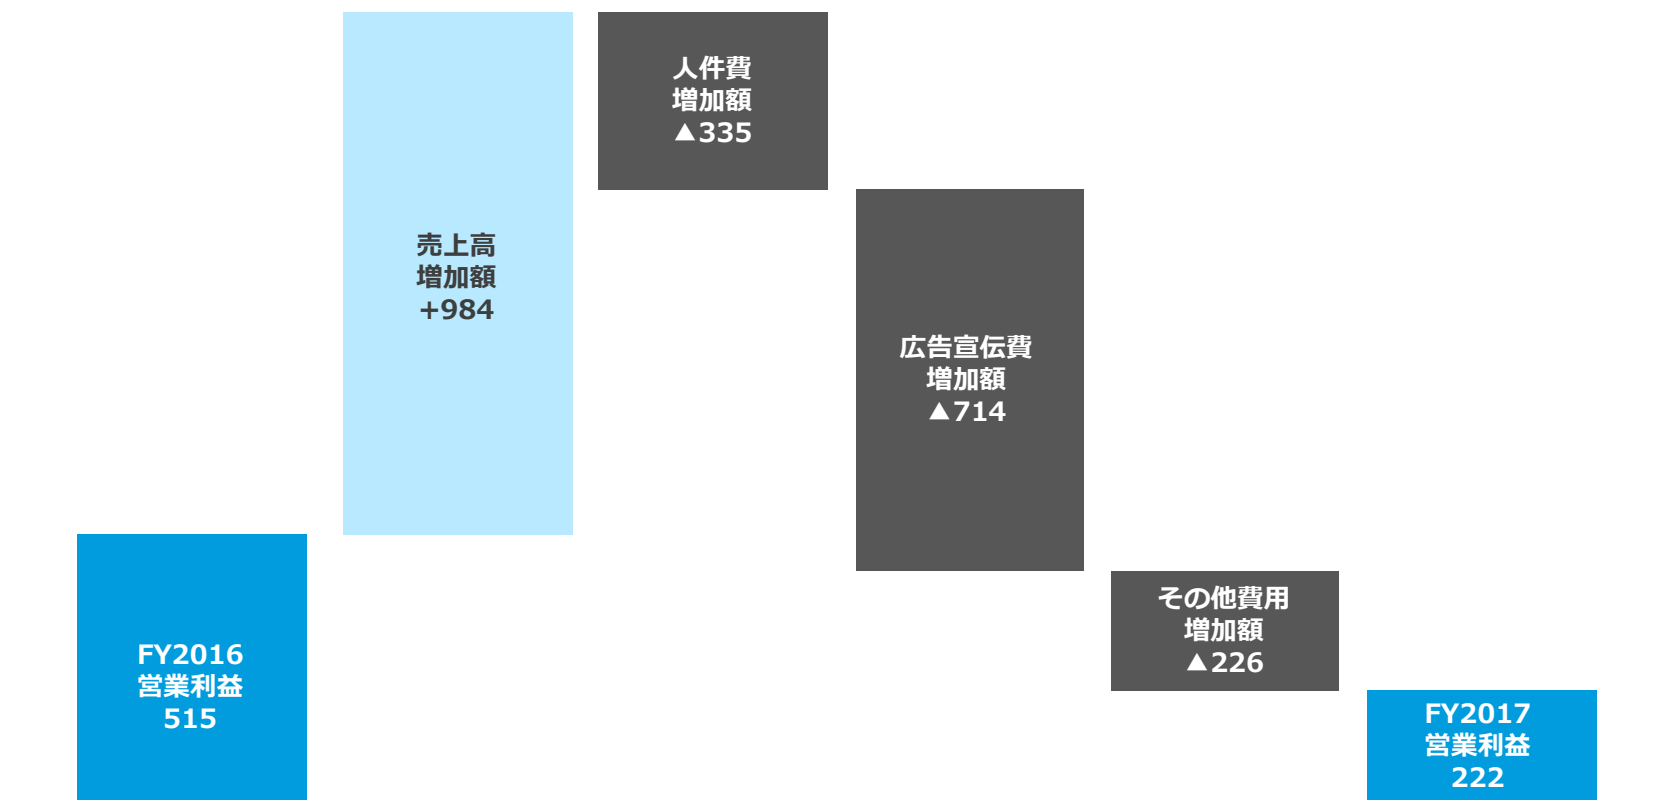 FY2016
営業利益
515
売上高
増加額
+984
人件費
増加額
▲335
広告宣伝費
増加額
▲714
その他費用
増加額
▲226
FY2017
営業利益
222